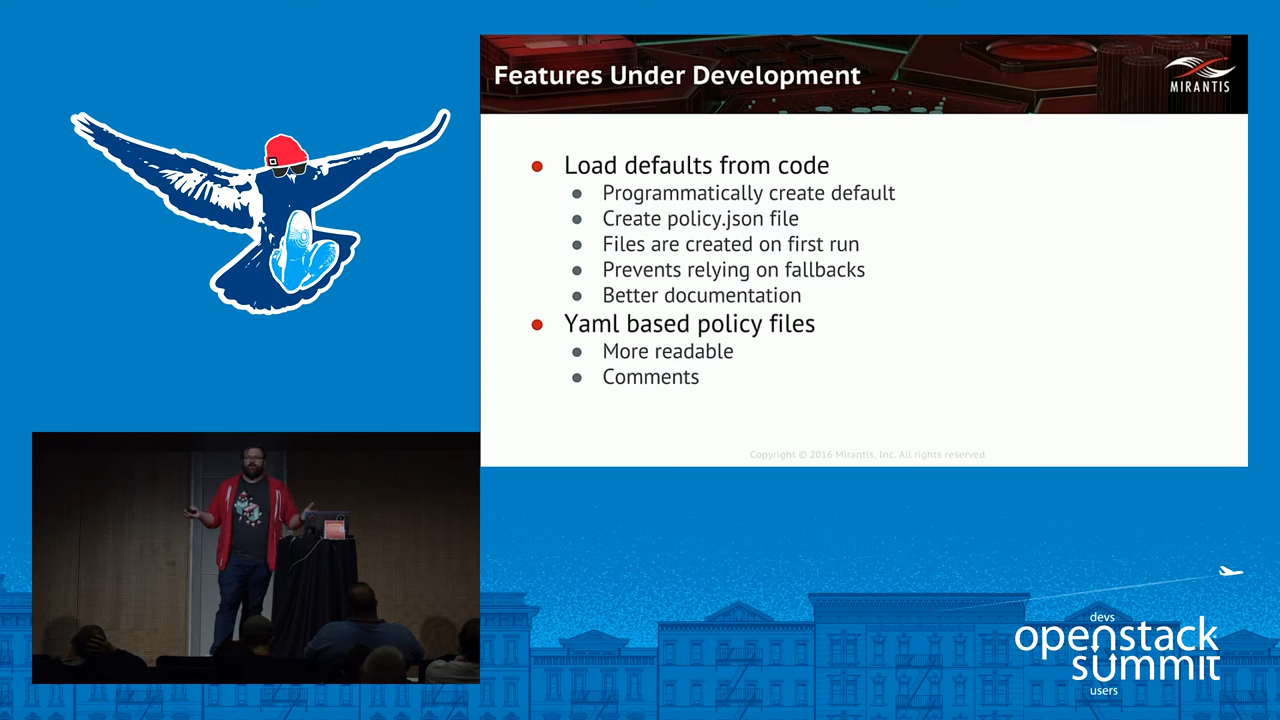 Features Under Development
MIRANTIS
Load defaults from code
Programmatically create default
Create policy.json file
Files are created on first run
Prevents relying on fallbacks
Better documentation
Yaml based policy files
More readable
Comments
Copyright © 2016 Mirantis, Inc. All rights reserved
devs
openstack
summit
users